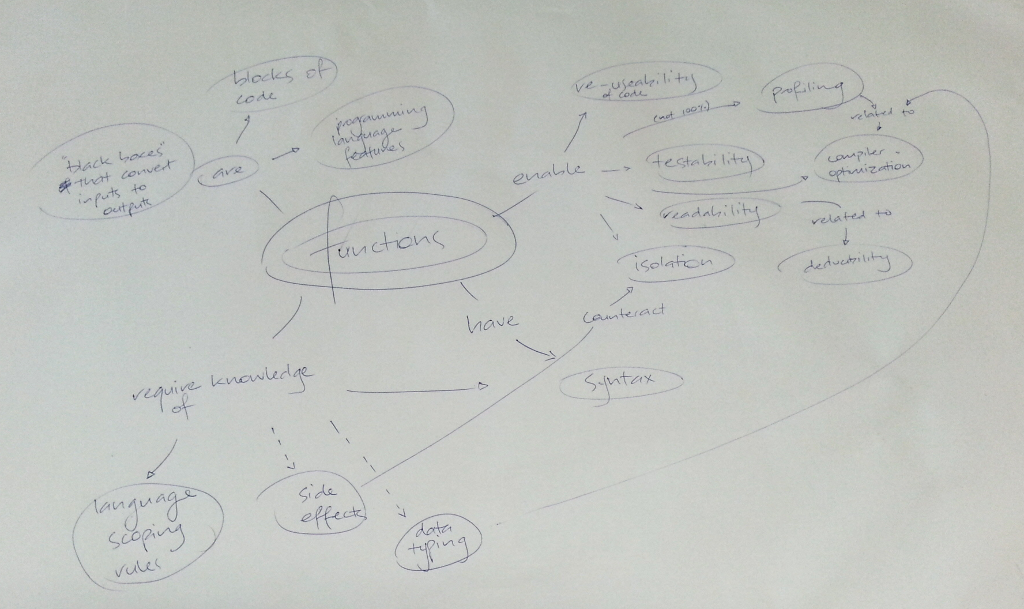 blocks of
code
programming
language
features
"black boxes"
that convert
inputs to
outputs
are
functions
enable
re-useability
of code
(not 100%)
profiling
related to
compiler-
optimization
testability
readability
related to
deducability
isolation
counteract
have
syntax
require knowledge
of
language
scoping
rules
side
effects
data
typing